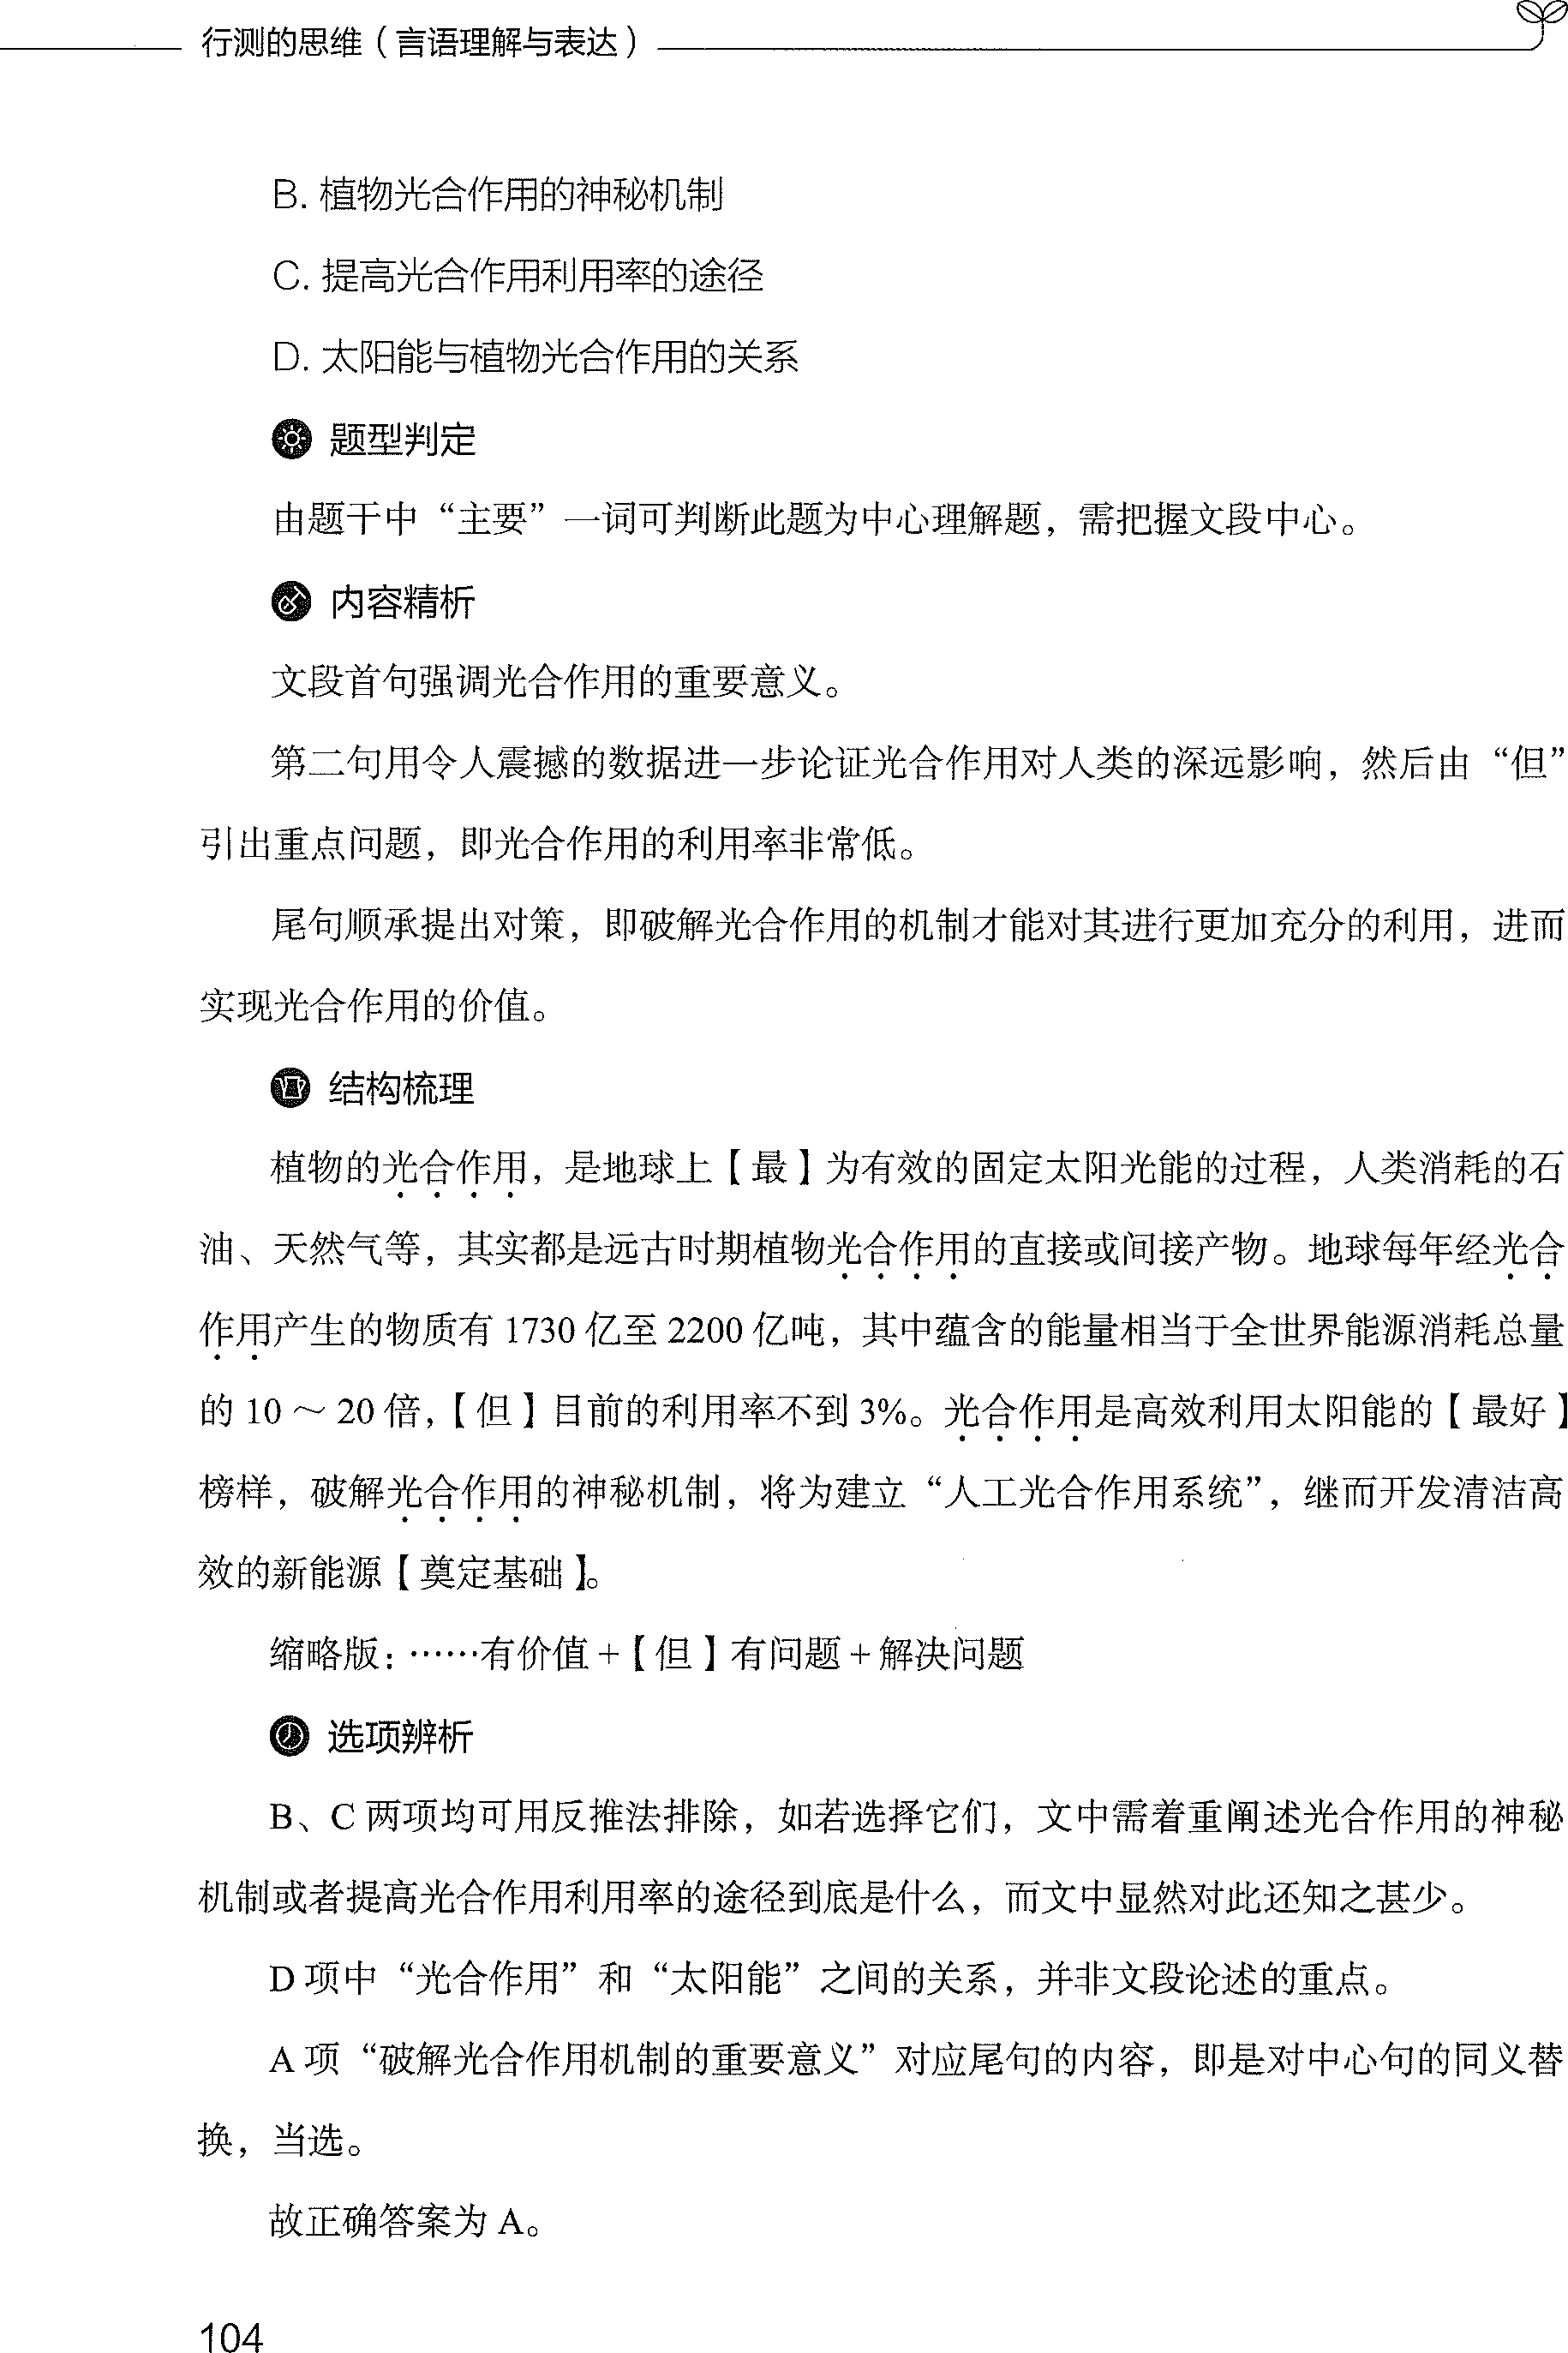 行测的思维（言语理解与表达）
B. 植物光合作用的神秘机制
C. 提高光合作用利用率的途径
D. 太阳能与植物光合作用的关系
题型判定
由题干中“主要”一词可判断此题为中心理解题，需把握文段中心。
内容精析
文段首句强调光合作用的重要意义。
第二句用令人震撼的数据进一步论证光合作用对人类的深远影响，然后由“但”
引出重点问题，即光合作用的利用率非常低。
尾句顺承提出对策，即破解光合作用的机制才能对其进行更加充分的利用，进而
实现光合作用的价值。
结构梳理
植物的光合作用，是地球上【最】为有效的固定太阳光能的过程，人类消耗的石
油、天然气等，其实都是远古时期植物光合作用的直接或间接产物。地球每年经光合
作用产生的物质有 1730 亿至 2200 亿吨，其中蕴含的能量相当于全世界能源消耗总量
的 10 ～ 20 倍，【但】目前的利用率不到 3%。光合作用是高效利用太阳能的【最好】
榜样，破解光合作用的神秘机制，将为建立“人工光合作用系统”，继而开发清洁高
效的新能源【奠定基础】。
缩略版：……有价值 +【但】有问题 + 解决问题
选项辨析
B、C 两项均可用反推法排除，如若选择它们，文中需着重阐述光合作用的神秘
机制或者提高光合作用利用率的途径到底是什么，而文中显然对此还知之甚少。
D 项中“光合作用”和“太阳能”之间的关系，并非文段论述的重点。
A 项“破解光合作用机制的重要意义”对应尾句的内容，即是对中心句的同义替
换，当选。
故正确答案为 A。
104